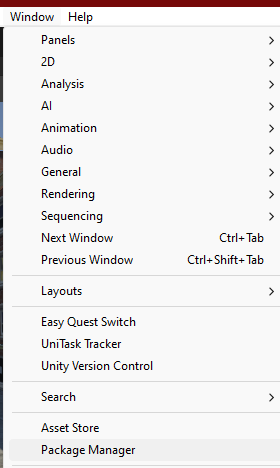 Window Help
Panels
2D
Analysis
AI
Animation
Audio
General
Rendering
Sequencing
Next Window Ctrl+Tab
Previous Window Ctrl+Shift+Tab
Layouts
Easy Quest Switch
UniTask Tracker
Unity Version Control
Search
Asset Store
Package Manager